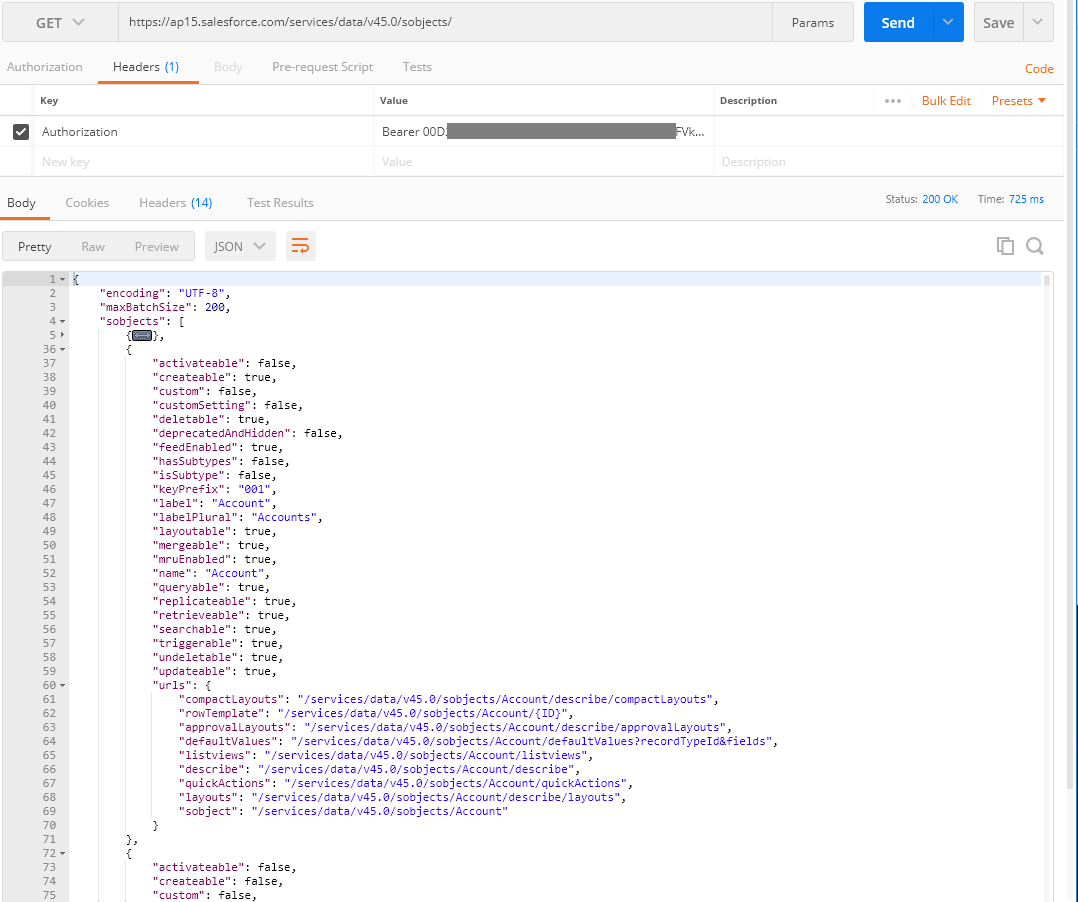 GET https://ap15.salesforce.com/services/data/v45.0/sobjects/ Params Send Save
Authorization Headers (1) Body Pre-request Script Tests Code
Key Value Description ••• Bulk Edit Presets
Authorization Bearer 00D FVk...
New key Value Description
Body Cookies Headers (14) Test Results Status: 200 OK Time: 725 ms
Pretty Raw Preview JSON
1 {
2 "encoding": "UTF-8",
3 "maxBatchSize": 200,
4 "sobjects": [
5 {↔},
36 {
37 "activateable": false,
38 "createable": true,
39 "custom": false,
40 "customSetting": false,
41 "deletable": true,
42 "deprecatedAndHidden": false,
43 "feedEnabled": true,
44 "hasSubtypes": false,
45 "isSubtype": false,
46 "keyPrefix": "001",
47 "label": "Account",
48 "labelPlural": "Accounts",
49 "layoutable": true,
50 "mergeable": true,
51 "mruEnabled": true,
52 "name": "Account",
53 "queryable": true,
54 "replicateable": true,
55 "retrieveable": true,
56 "searchable": true,
57 "triggerable": true,
58 "undeletable": true,
59 "updateable": true,
60 "urls": {
61 "compactLayouts": "/services/data/v45.0/sobjects/Account/describe/compactLayouts",
62 "rowTemplate": "/services/data/v45.0/sobjects/Account/{ID}",
63 "approvalLayouts": "/services/data/v45.0/sobjects/Account/describe/approvalLayouts",
64 "defaultValues": "/services/data/v45.0/sobjects/Account/defaultValues?recordTypeId&fields",
65 "listviews": "/services/data/v45.0/sobjects/Account/listviews",
66 "describe": "/services/data/v45.0/sobjects/Account/describe",
67 "quickActions": "/services/data/v45.0/sobjects/Account/quickActions",
68 "layouts": "/services/data/v45.0/sobjects/Account/describe/layouts",
69 "sobject": "/services/data/v45.0/sobjects/Account"
70 }
71 },
72 {
73 "activateable": false,
74 "createable": false,
75 "custom": false,